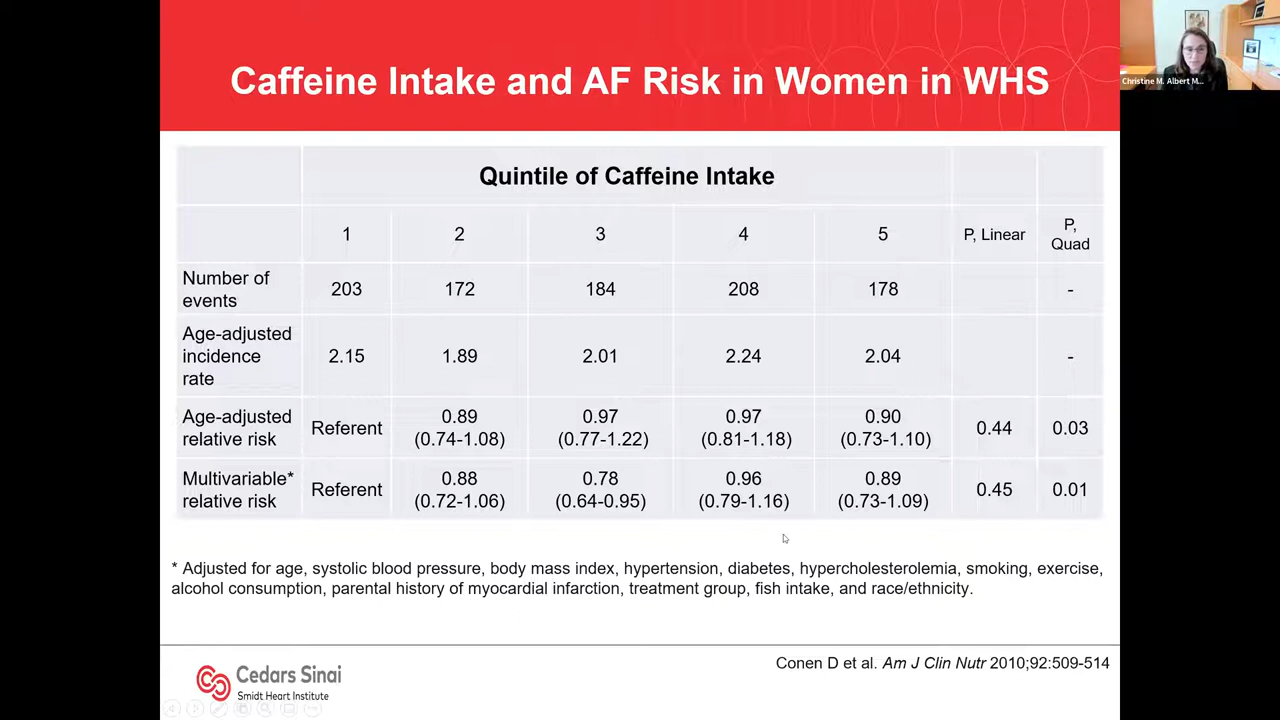 Caffeine Intake and AF Risk in Women in WHS
Christine M. Albert M...
Quintile of Caffeine Intake
1 2 3 4 5 P, Linear P,
Quad
Number of
events 203 172 184 208 178 -
Age-adjusted
incidence
rate 2.15 1.89 2.01 2.24 2.04 -
Age-adjusted
relative risk Referent 0.89
(0.74-1.08) 0.97
(0.77-1.22) 0.97
(0.81-1.18) 0.90
(0.73-1.10) 0.44 0.03
Multivariable*
relative risk Referent 0.88
(0.72-1.06) 0.78
(0.64-0.95) 0.96
(0.79-1.16) 0.89
(0.73-1.09) 0.45 0.01
* Adjusted for age, systolic blood pressure, body mass index, hypertension, diabetes, hypercholesterolemia, smoking, exercise,
alcohol consumption, parental history of myocardial infarction, treatment group, fish intake, and race/ethnicity.
Conen D et al. Am J Clin Nutr 2010;92:509-514
Cedars Sinai
Smidt Heart Institute